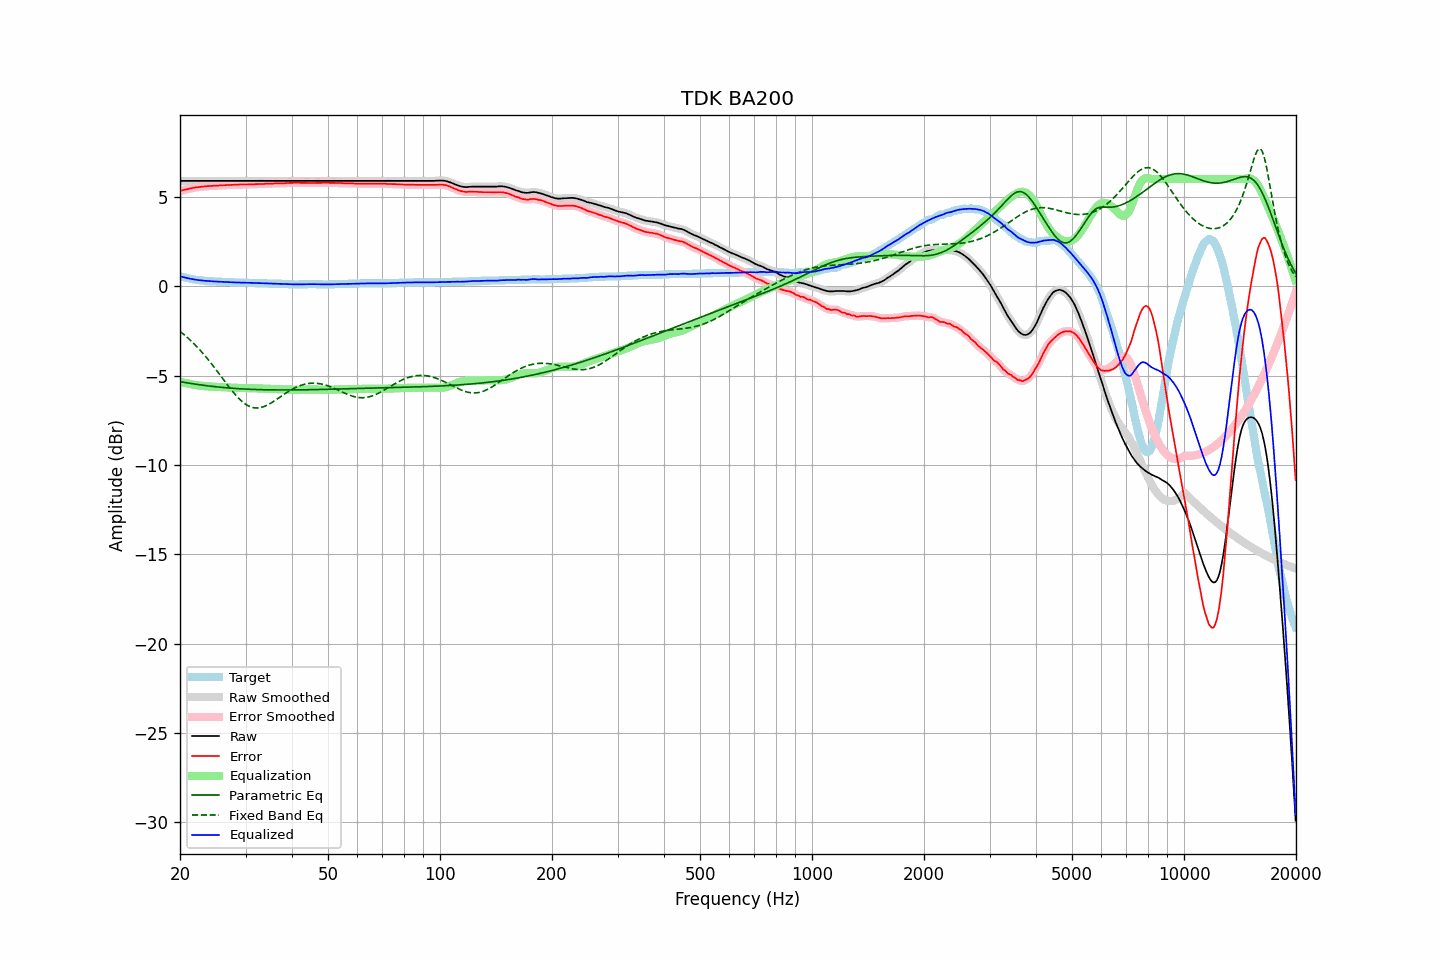 TDK BA200
Amplitude (dBr)
5
0
−5
−10
−15
−20
−25
−30
Target
Raw Smoothed
Error Smoothed
Raw
Error
Equalization
Parametric Eq
Fixed Band Eq
Equalized
20 50 100 200 500 1000 2000 5000 10000 20000
Frequency (Hz)